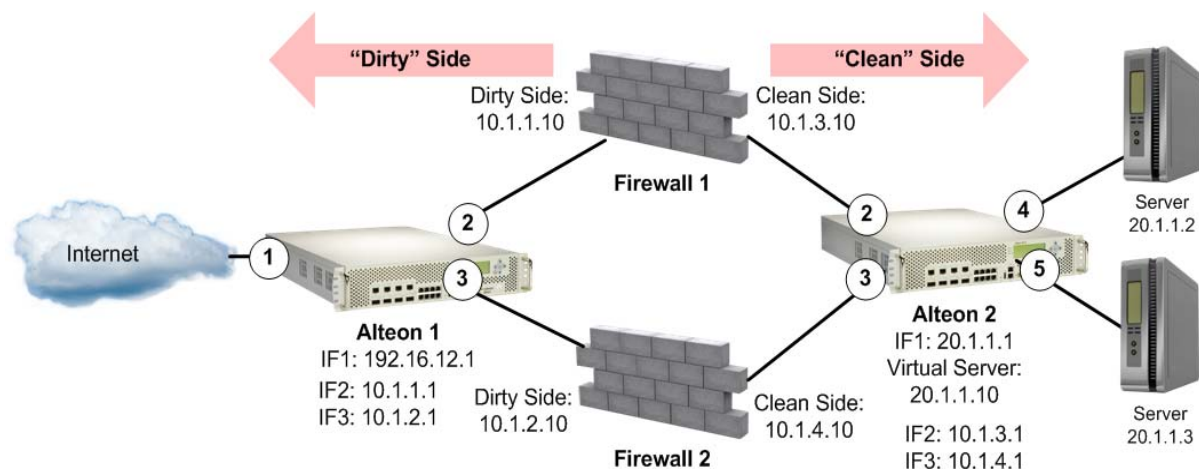 “Dirty” Side
“Clean” Side
Dirty Side:
10.1.1.10
Clean Side:
10.1.3.10
Firewall 1
2
2
4
Server
20.1.1.2
Internet
1
3
3
5
Alteon 1
IF1: 192.16.12.1
IF2: 10.1.1.1
IF3: 10.1.2.1
Alteon 2
IF1: 20.1.1.1
Virtual Server:
20.1.1.10
IF2: 10.1.3.1
IF3: 10.1.4.1
Dirty Side:
10.1.2.10
Clean Side:
10.1.4.10
Firewall 2
Server
20.1.1.3